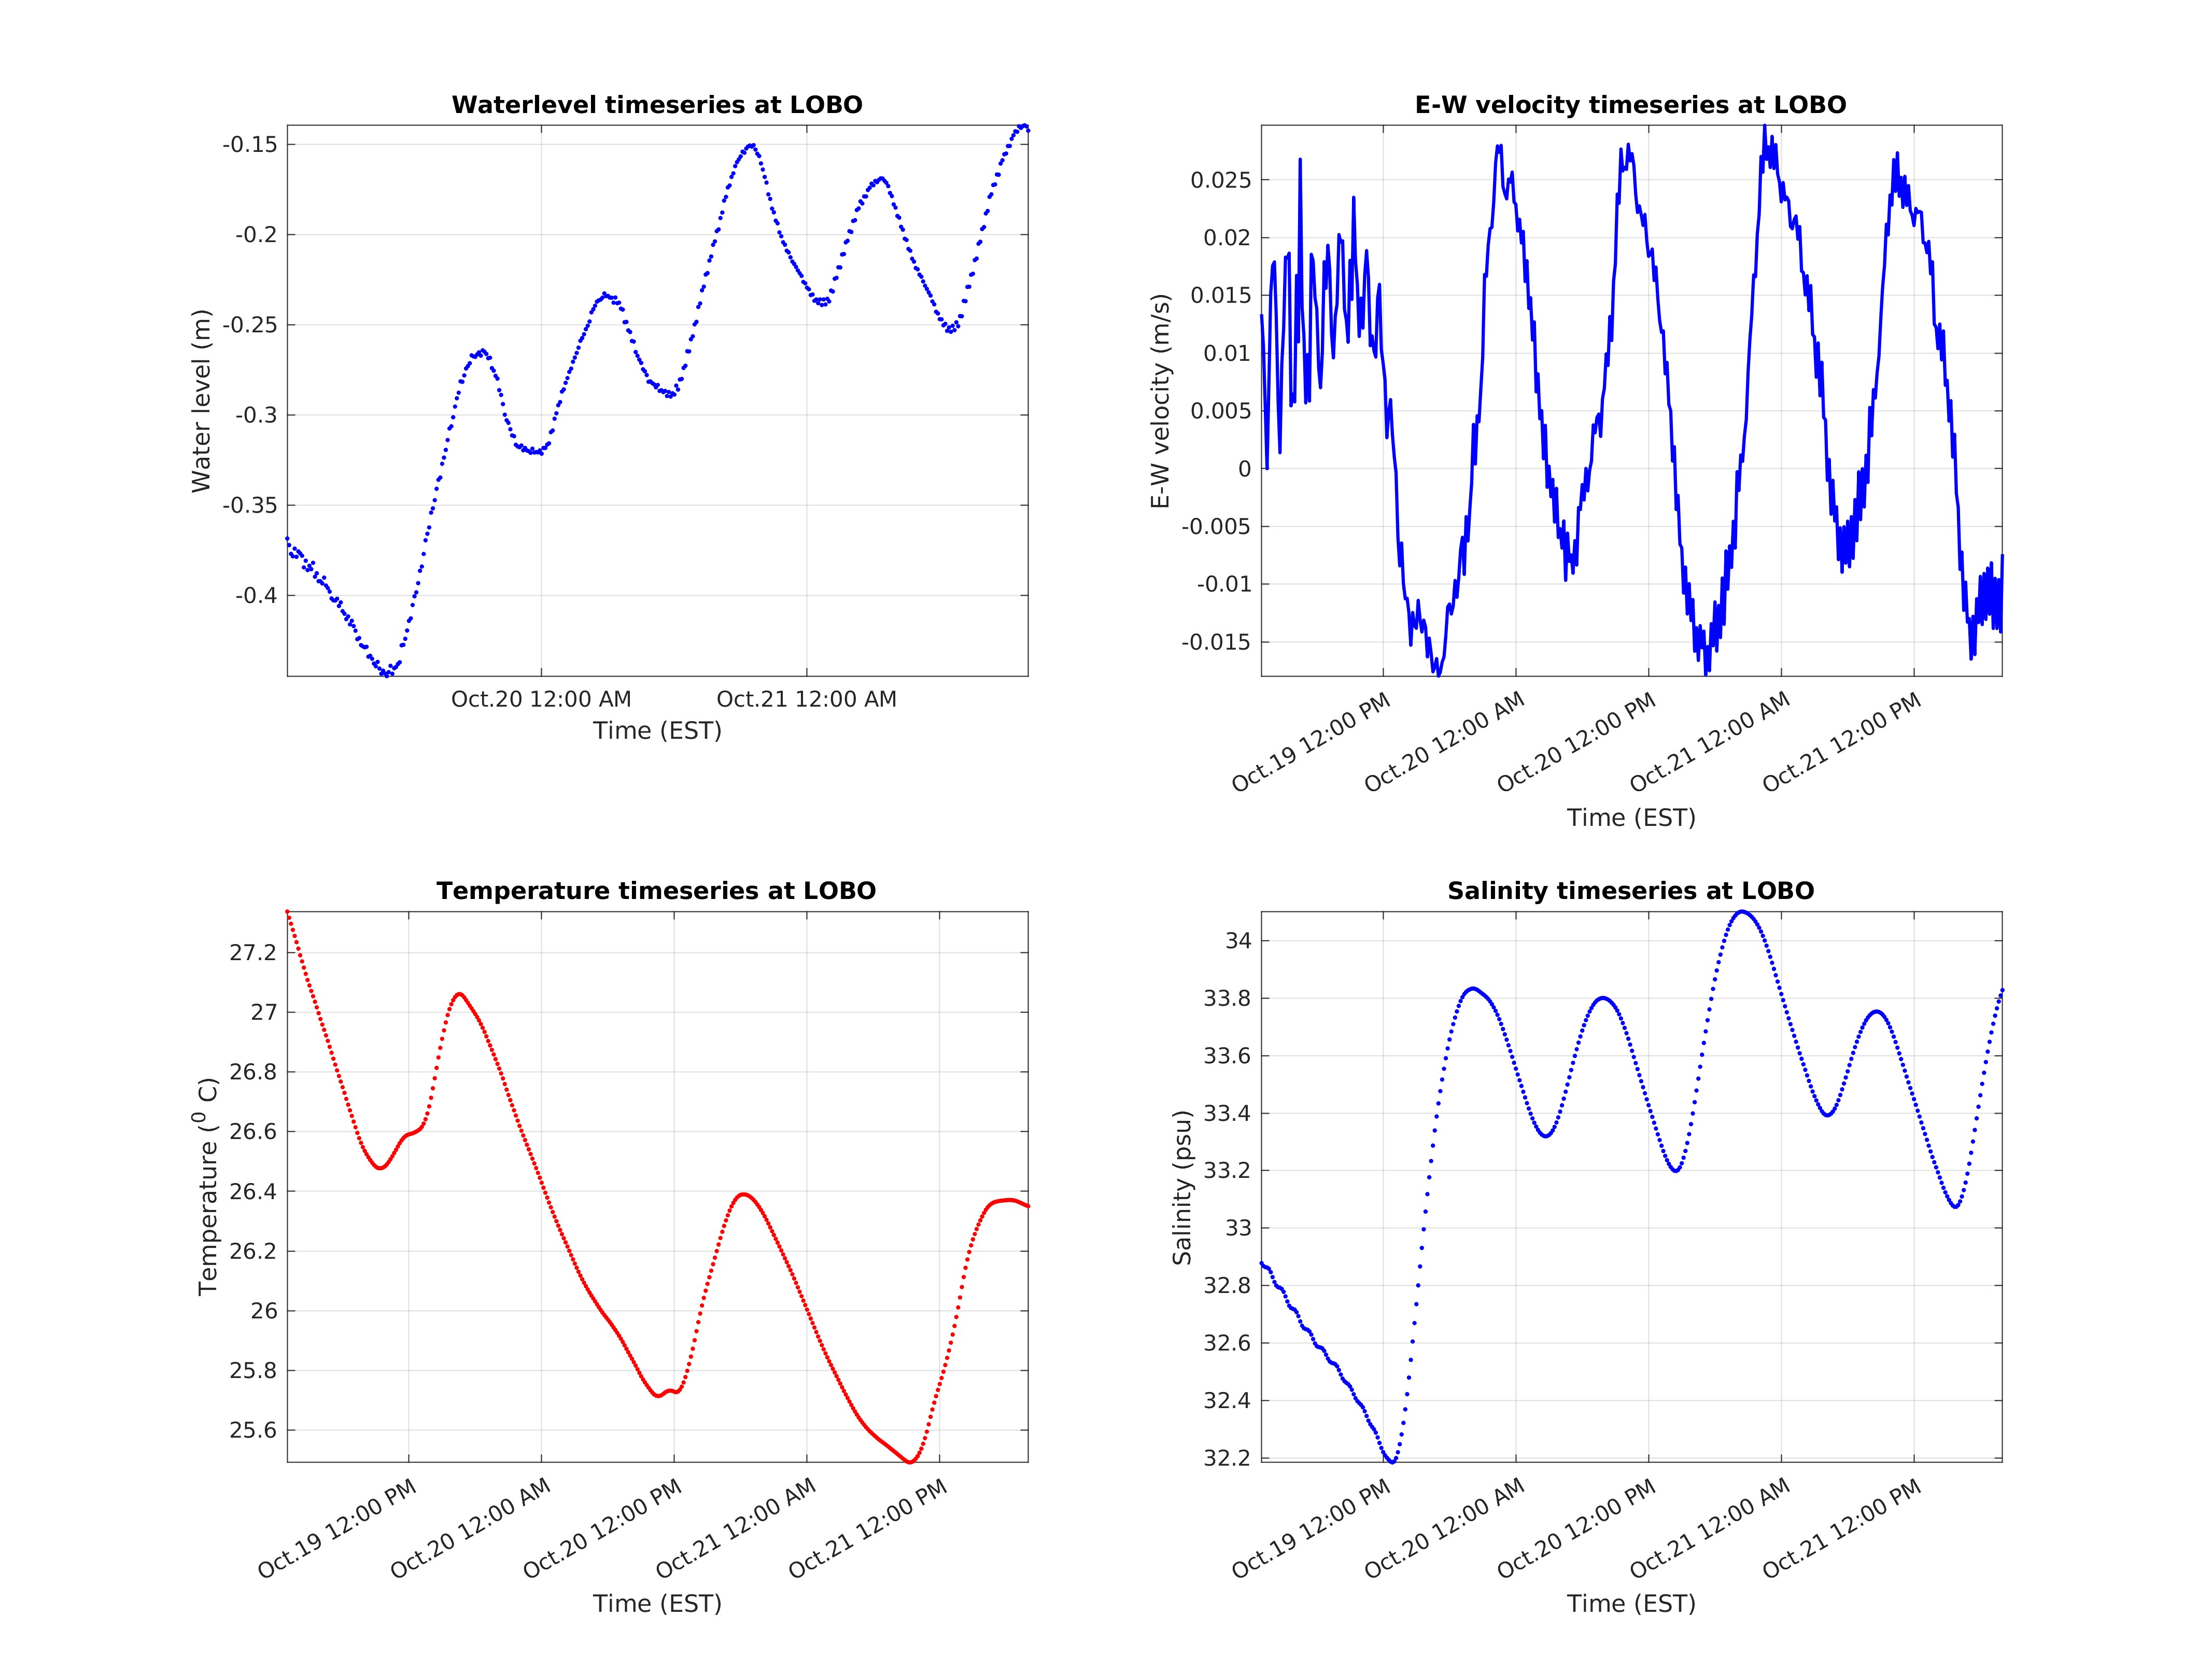 Waterlevel timeseries at LOBO
-0.15
-0.2
-0.25
-0.3
-0.35
-0.4
Water level (m)
Oct.20 12:00 AM
Oct.21 12:00 AM
Time (EST)
E-W velocity timeseries at LOBO
0.025
0.02
0.015
0.01
0.005
0
-0.005
-0.01
-0.015
E-W velocity (m/s)
Oct.19 12:00 PM
Oct.20 12:00 AM
Oct.20 12:00 PM
Oct.21 12:00 AM
Oct.21 12:00 PM
Time (EST)
Temperature timeseries at LOBO
27.2
27
26.8
26.6
26.4
26.2
26
25.8
25.6
Temperature (⁰ C)
Oct.19 12:00 PM
Oct.20 12:00 AM
Oct.20 12:00 PM
Oct.21 12:00 AM
Oct.21 12:00 PM
Time (EST)
Salinity timeseries at LOBO
34
33.8
33.6
33.4
33.2
33
32.8
32.6
32.4
32.2
Salinity (psu)
Oct.19 12:00 PM
Oct.20 12:00 AM
Oct.20 12:00 PM
Oct.21 12:00 AM
Oct.21 12:00 PM
Time (EST)